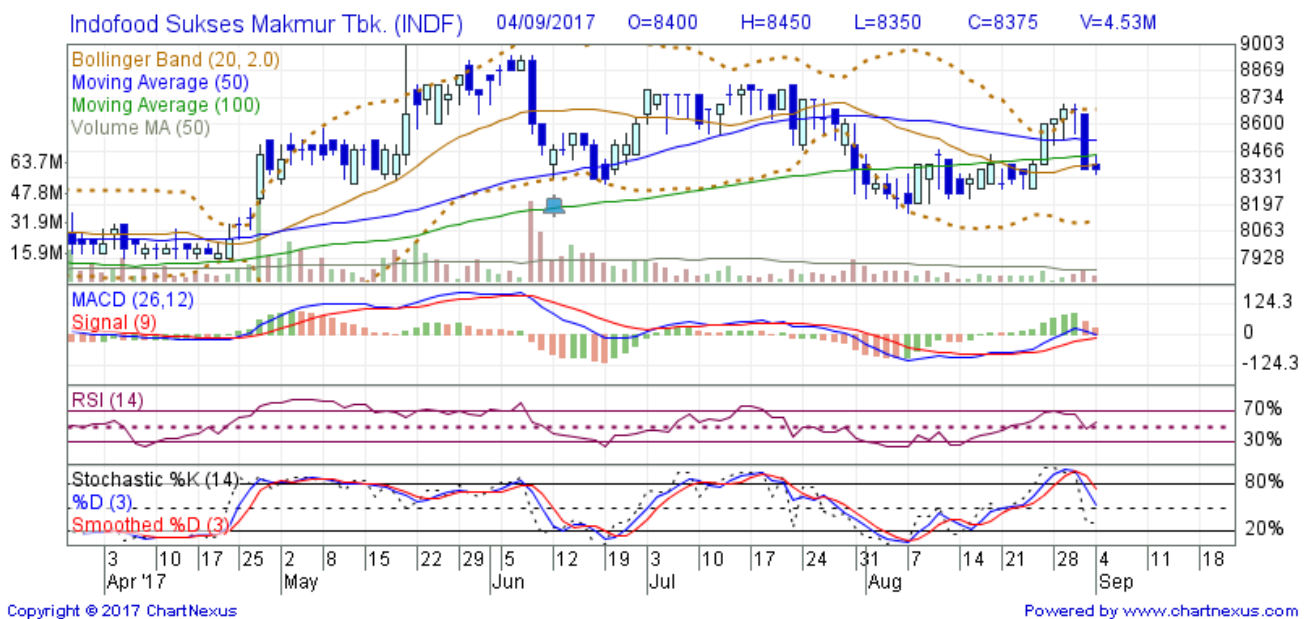 Indofood Sukses Makmur Tbk. (INDF) 04/09/2017 O=8400 H=8450 L=8350 C=8375 V=4.53M
Bollinger Band (20, 2.0)
Moving Average (50)
Moving Average (100)
Volume MA (50)
63.7M
47.8M
31.9M
15.9M
9003
8869
8734
8600
8466
8331
8197
8063
7928
MACD (26,12)
Signal (9)
124.3
0
-124.3
RSI (14)
70%
30%
Stochastic %K (14)
%D (3)
Smoothed %D (3)
80%
20%
3 10 17 25 2 8 15 22 29 5 12 19 3 10 17 24 31 7 14 21 28 4 11 18
Apr '17 May Jun Jul Aug Sep
Copyright © 2017 ChartNexus Powered by www.chartnexus.com